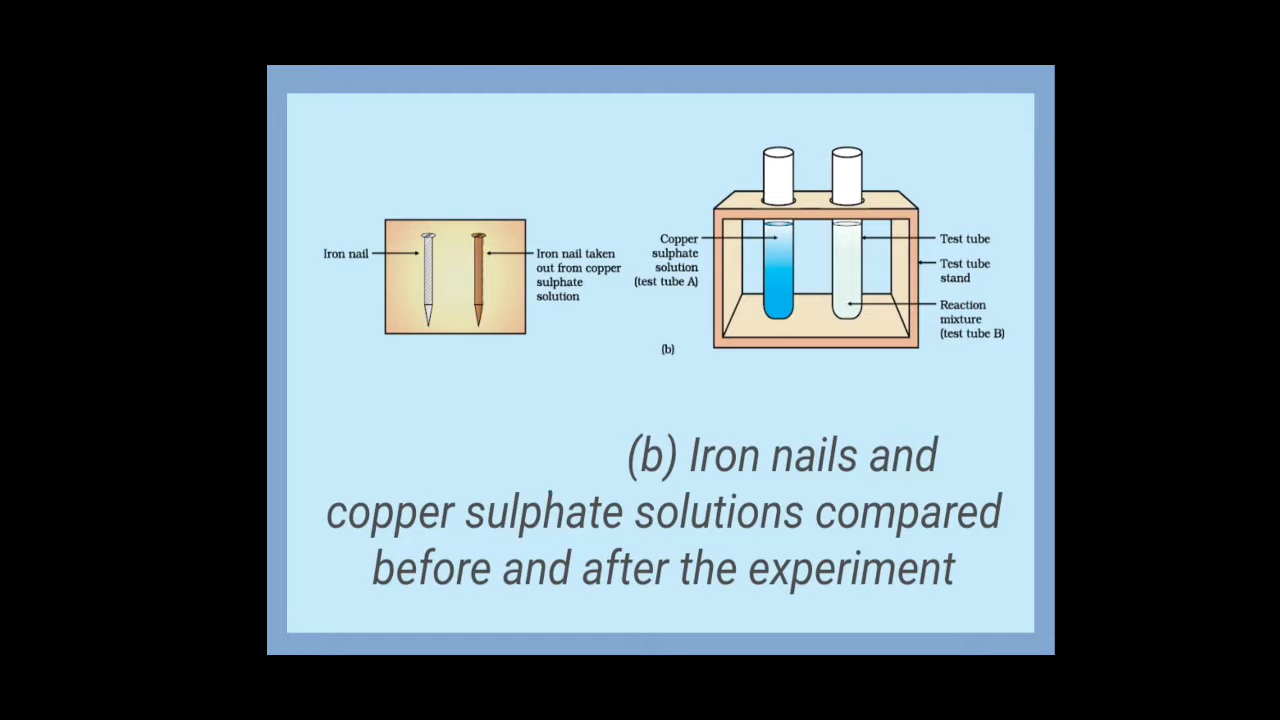 Iron nail
Iron nail taken
out from copper
sulphate
solution
Copper
sulphate
solution
(test tube A)
Test tube
Test tube
stand
Reaction
mixture
(test tube B)
(b)
(b) Iron nails and
copper sulphate solutions compared
before and after the experiment